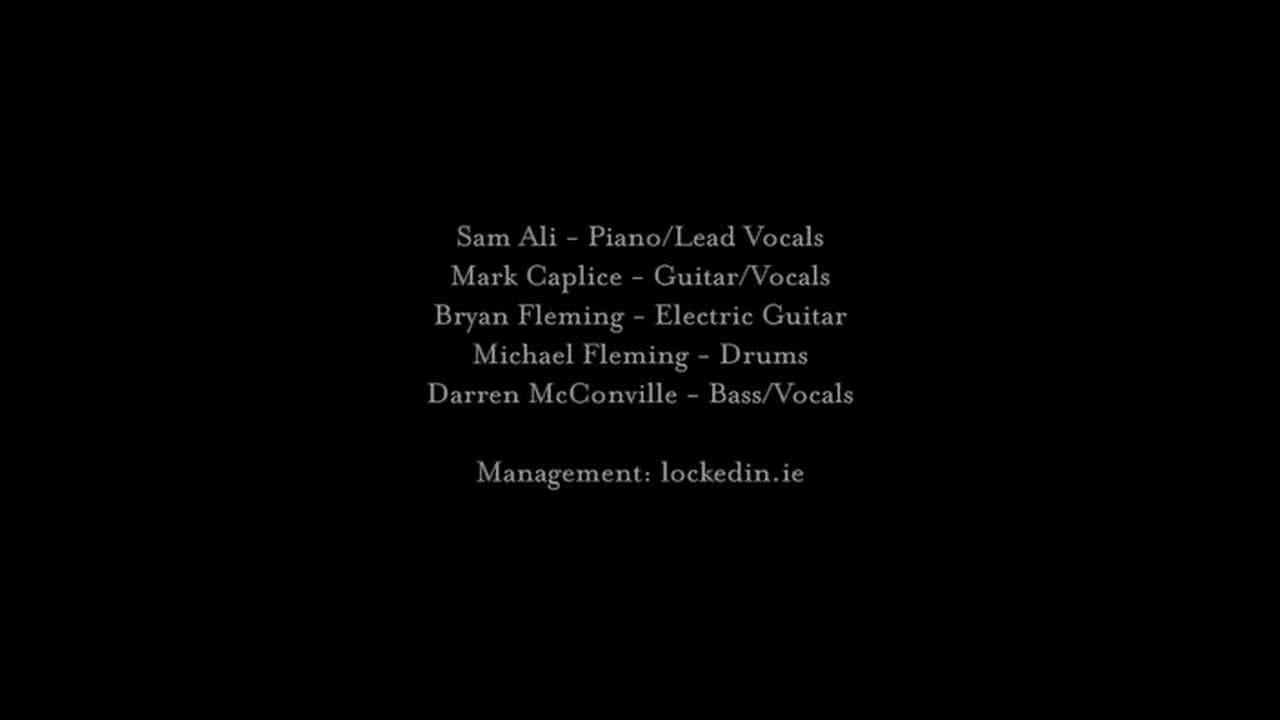 Sam Ali - Piano/Lead Vocals
Mark Caplice - Guitar/Vocals
Bryan Fleming - Electric Guitar
Michael Fleming - Drums
Darren McConville - Bass/Vocals
Management: lockedin.ie